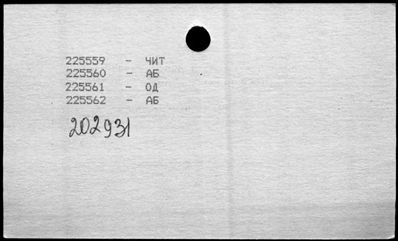 225559 - ЧИТ
225560 - АБ
225561 - ОД
225562 - АБ
202931